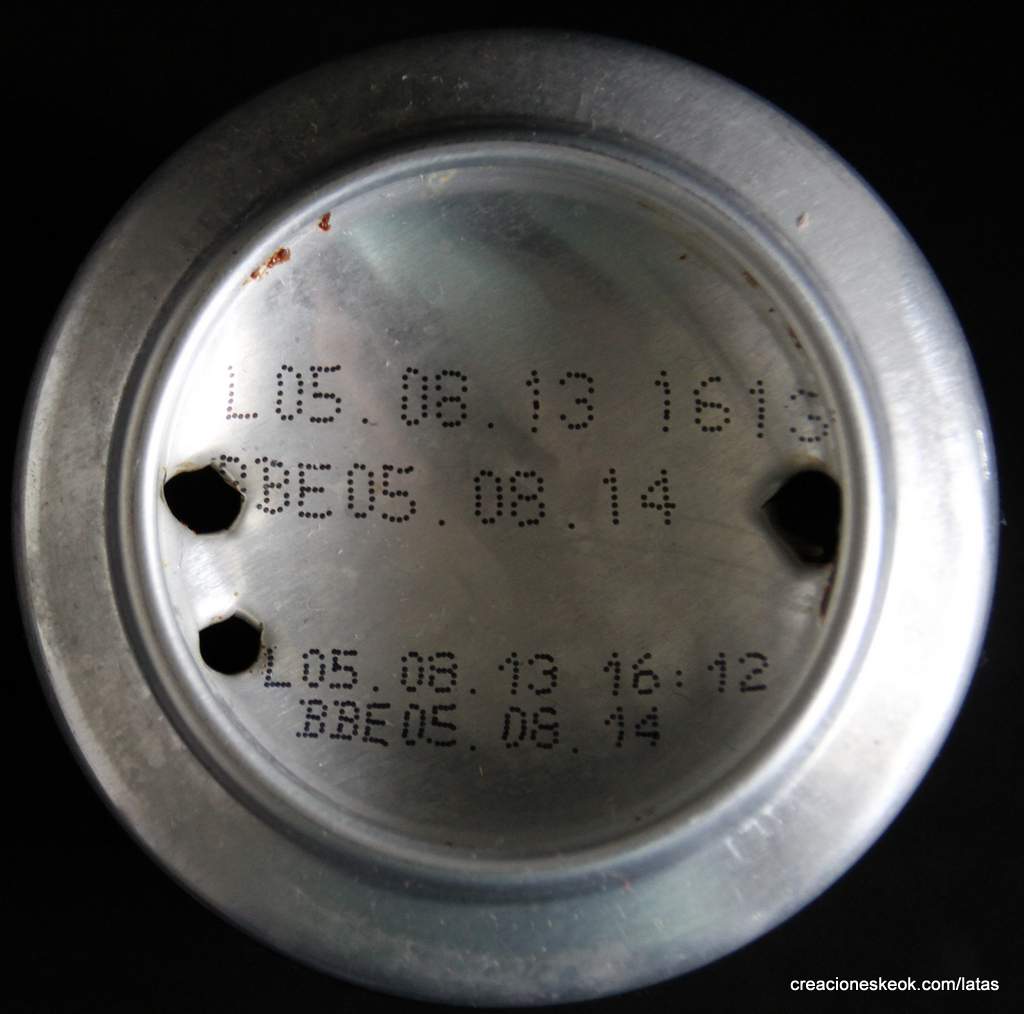 L05.08.13 1613
BBE05.08.14
L05.08.13 16:12
BBE05.08.14
creacioneskeok.com/latas